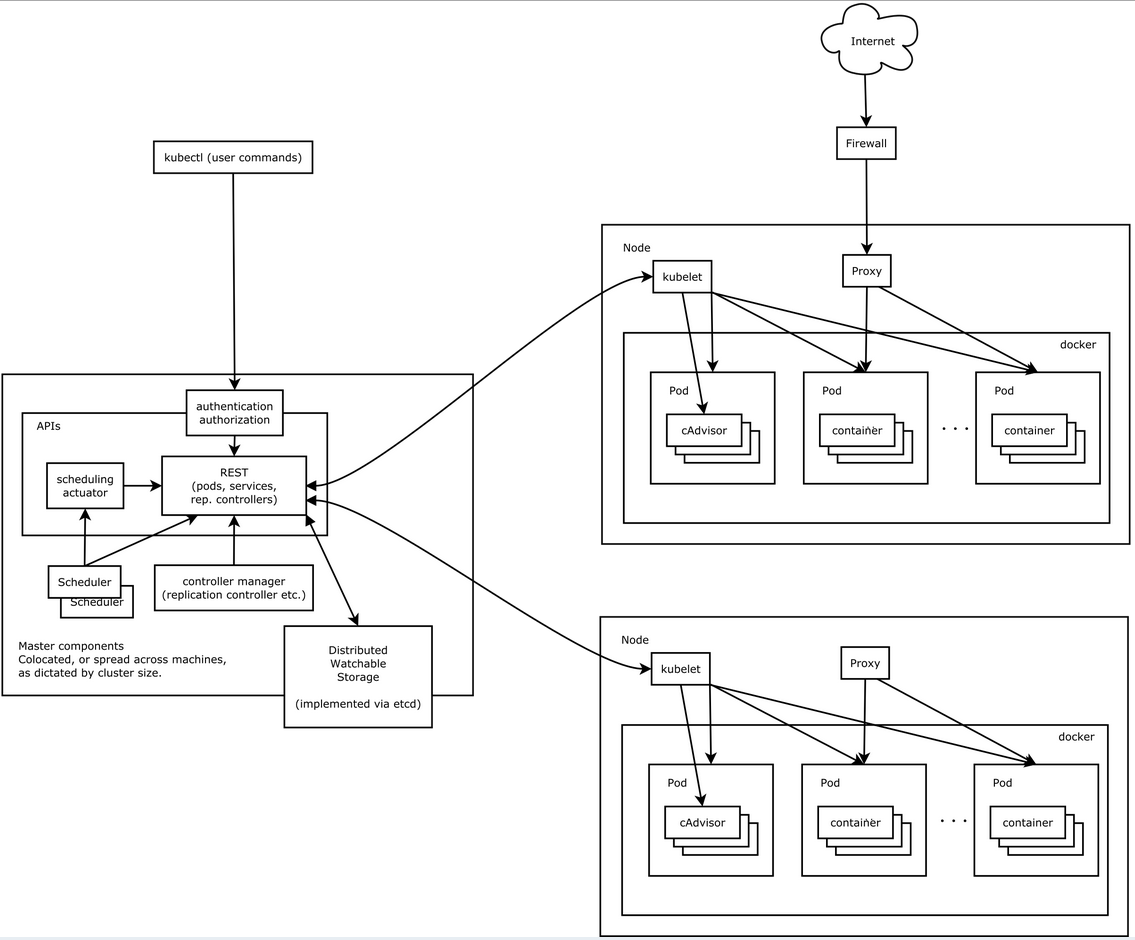 Internet
Firewall
kubectl (user commands)
Node
kubelet
Proxy
docker
Pod
Pod
Pod
cAdvisor
container
. . .
container
authentication
authorization
APIs
scheduling
actuator
REST
(pods, services,
rep. controllers)
Scheduler
Scheduler
controller manager
(replication controller etc.)
Master components
Colocated, or spread across machines,
as dictated by cluster size.
Distributed
Watchable
Storage
(implemented via etcd)
Node
kubelet
Proxy
docker
Pod
Pod
Pod
cAdvisor
container
. . .
container